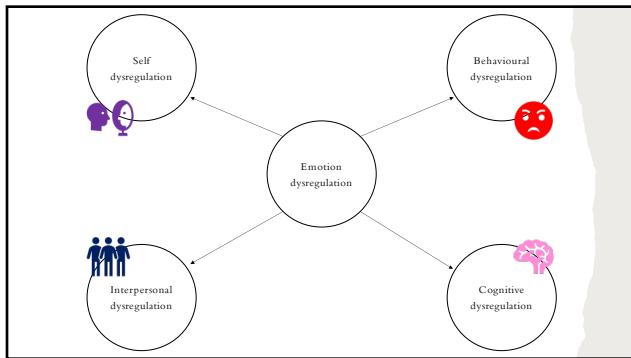 Self
dysregulation
Behavioural
dysregulation
Emotion
dysregulation
Interpersonal
dysregulation
Cognitive
dysregulation